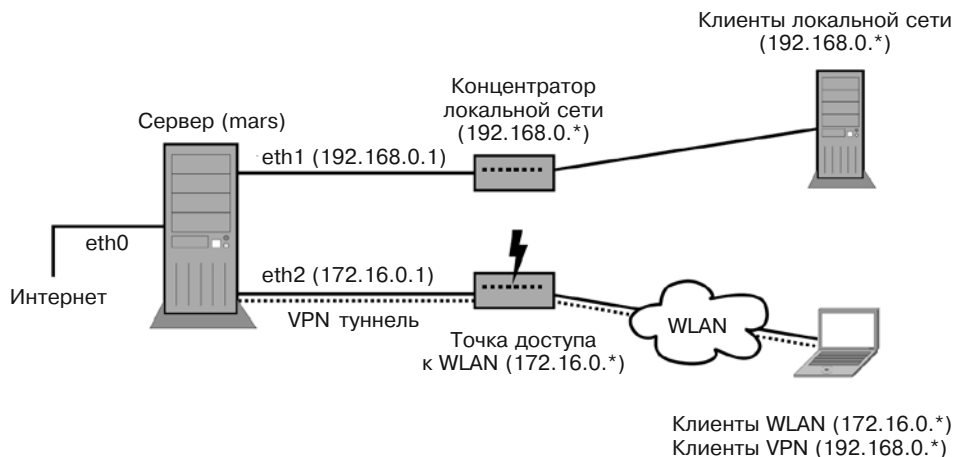 Клиенты локальной сети
(192.168.0.*)
Концентратор
локальной сети
(192.168.0.*)
Сервер (mars)
eth1 (192.168.0.1)
eth0
Интернет
eth2 (172.16.0.1)
VPN туннель
Точка доступа
к WLAN (172.16.0.*)
WLAN
Клиенты WLAN (172.16.0.*)
Клиенты VPN (192.168.0.*)